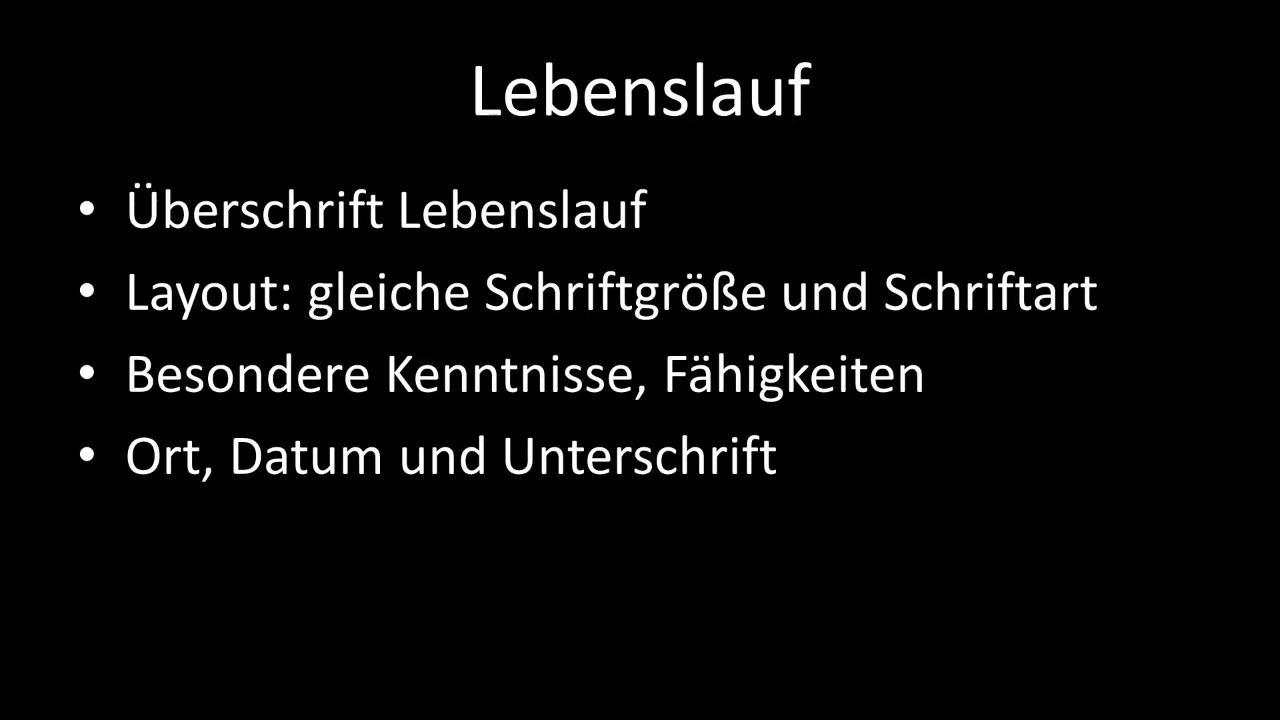 Lebenslauf
• Überschrift Lebenslauf
• Layout: gleiche Schriftgröße und Schriftart
• Besondere Kenntnisse, Fähigkeiten
• Ort, Datum und Unterschrift